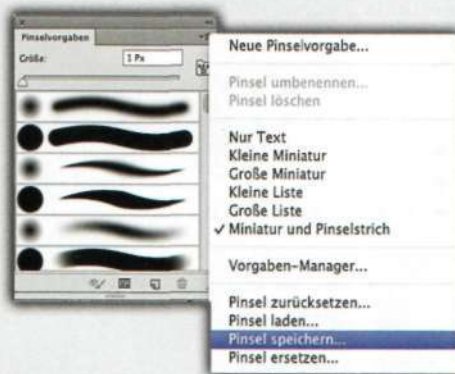 Pinselvorgaben
Größe:
3 Px
Neue Pinselvorgabe...
Pinsel umbenennen...
Pinsel löschen
Nur Text
Kleine Miniatur
Große Miniatur
Kleine Liste
Große Liste
✓ Miniatur und Pinselstrich
Vorgaben-Manager...
Pinsel zurücksetzen...
Pinsel laden...
Pinsel speichern...
Pinsel ersetzen...